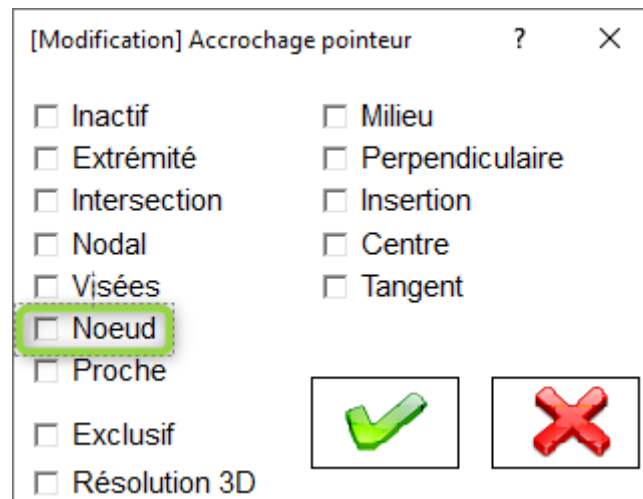 [Modification] Accrochage pointeur ?
Inactif
Extrémité
Intersection
Nodal
Visées
Noeud
Proche
Exclusif
Résolution 3D
Milieu
Perpendiculaire
Insertion
Centre
Tangent